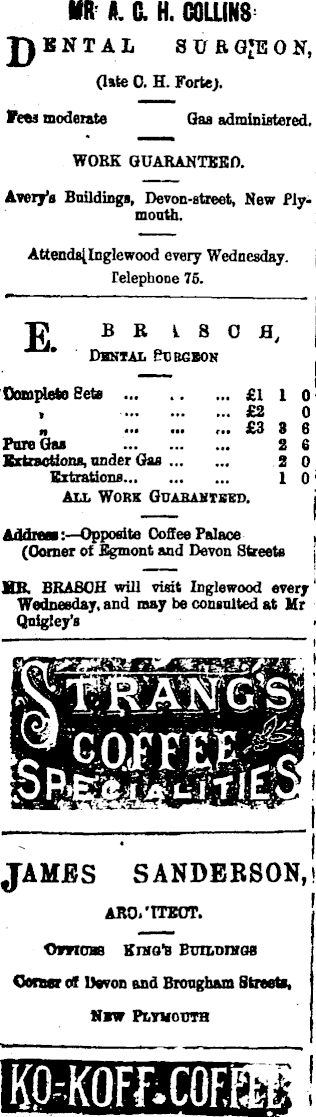 MR A. C. H. COLLINS
DENTAL SURGEON,
(late C. H. Forte).
Fees moderate Gas administered.
WORK GUARANTEED.
Avery's Buildings, Devon-street, New Ply-
mouth.
Attends Inglewood every Wednesday.
Telephone 75.
E. BRASCH,
DENTAL SURGEON
Complete Sets ... .. ... £1 1 0
" ... ... ... £2 0
" ... ... ... £3 3 6
Pure Gas ... ... ... 2 6
Extractions, under Gas ... ... 2 0
Extrations... ... ... 1 0
ALL WORK GUARANTEED.
Address:—Opposite Coffee Palace
(Corner of Egmont and Devon Streets
MR. BRASCH will visit Inglewood every
Wednesday, and may be consulted at Mr
Quigley's
STRANG'S
COFFEE
SPECIALITIES
JAMES SANDERSON,
ARCHITECT.
OFFICES KING'S BUILDINGS
Corner of Devon and Brougham Streets,
NEW PLYMOUTH
KO-KOFF.COFFEE